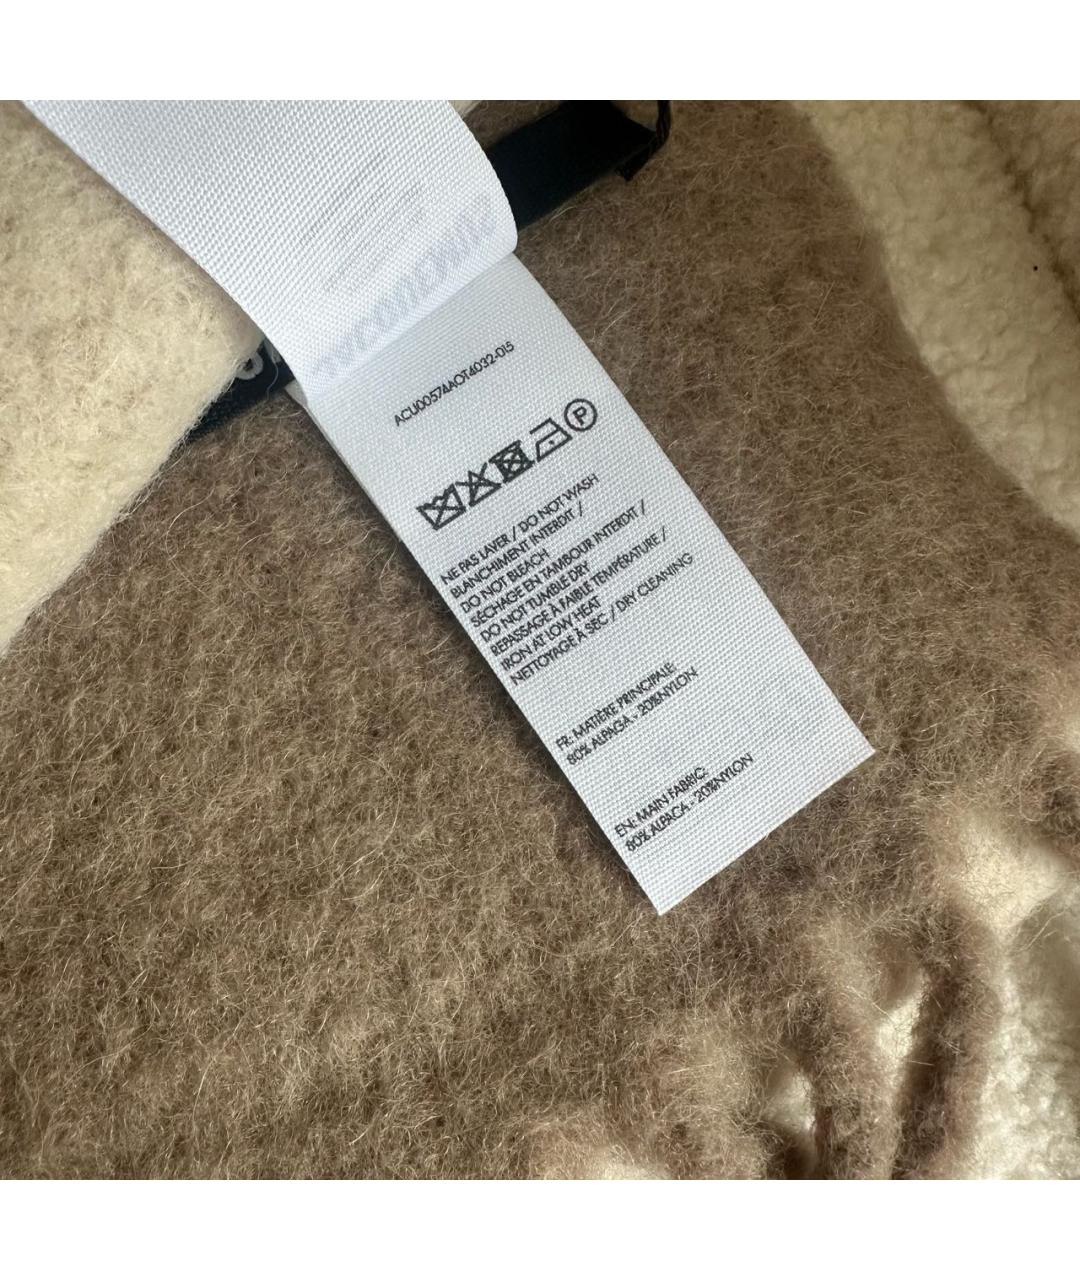 ACU00574AOT4032-015
P
NE PAS LAVER / DO NOT WASH
BLANCHIMENT INTERDIT /
DO NOT BLEACH
SÉCHAGE EN TAMBOUR INTERDIT /
DO NOT TUMBLE DRY
REPASSAGE À FAIBLE TEMPÉRATURE /
IRON AT LOW HEAT
NETTOYAGE À SEC / DRY CLEANING
FR: MATIÈRE PRINCIPALE:
80% ALPAGA - 20%NYLON
EN: MAIN FABRIC:
80% ALPACA - 20%NYLON